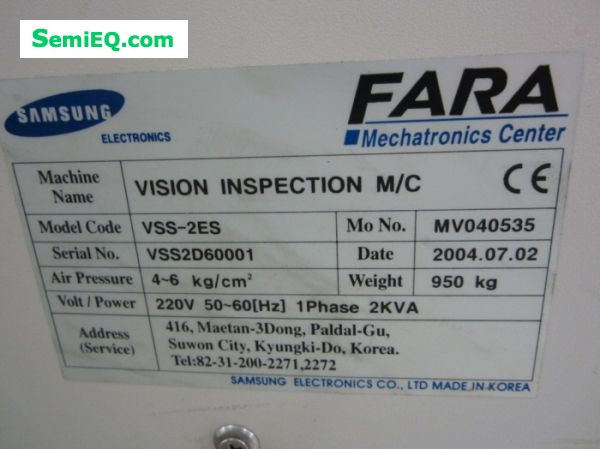 SemiEQ.com
SAMSUNG
ELECTRONICS
FARA
Mechatronics Center
Machine Name VISION INSPECTION M/C CE
Model Code VSS-2ES Mo No. MV040535
Serial No. VSS2D60001 Date 2004.07.02
Air Pressure 4~6 kg/cm² Weight 950 kg
Volt / Power 220V 50~60[Hz] 1Phase 2KVA
Address (Service)
416, Maetan-3Dong, Paldal-Gu,
Suwon City, Kyungki-Do, Korea.
Tel:82-31-200-2271,2272
SAMSUNG ELECTRONICS CO., LTD MADE IN KOREA